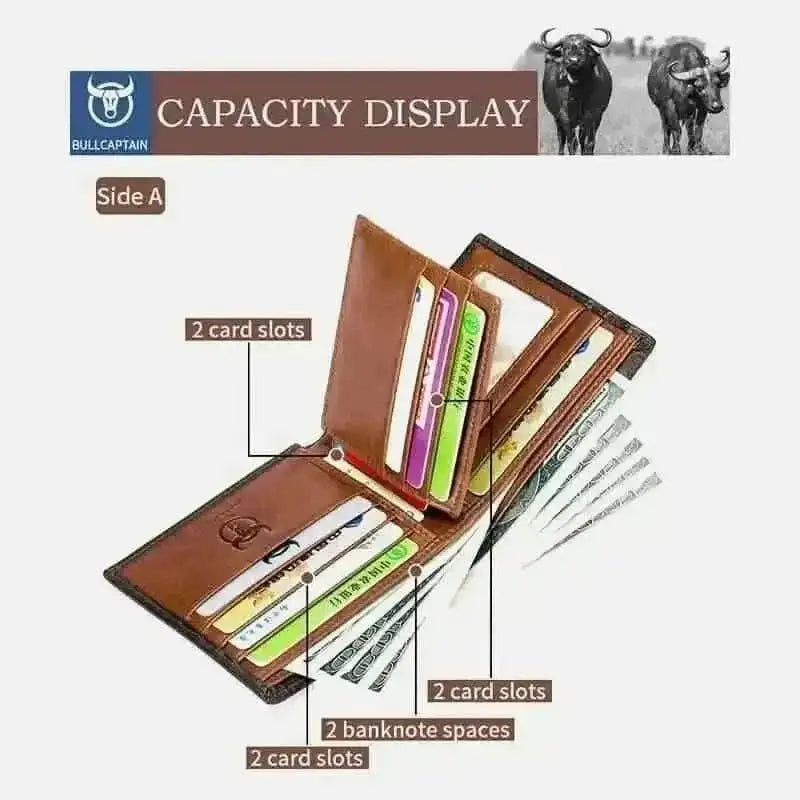 BULLCAPTAIN
CAPACITY DISPLAY
Side A
2 card slots
2 card slots
2 banknote spaces
2 card slots